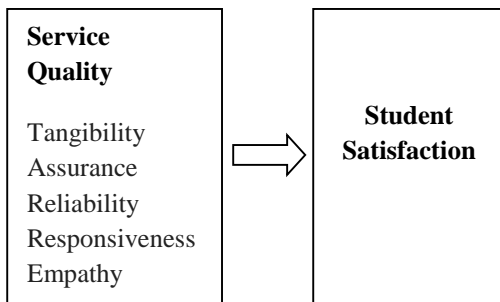 Service
Quality
Tangibility
Assurance
Reliability
Responsiveness
Empathy
Student
Satisfaction